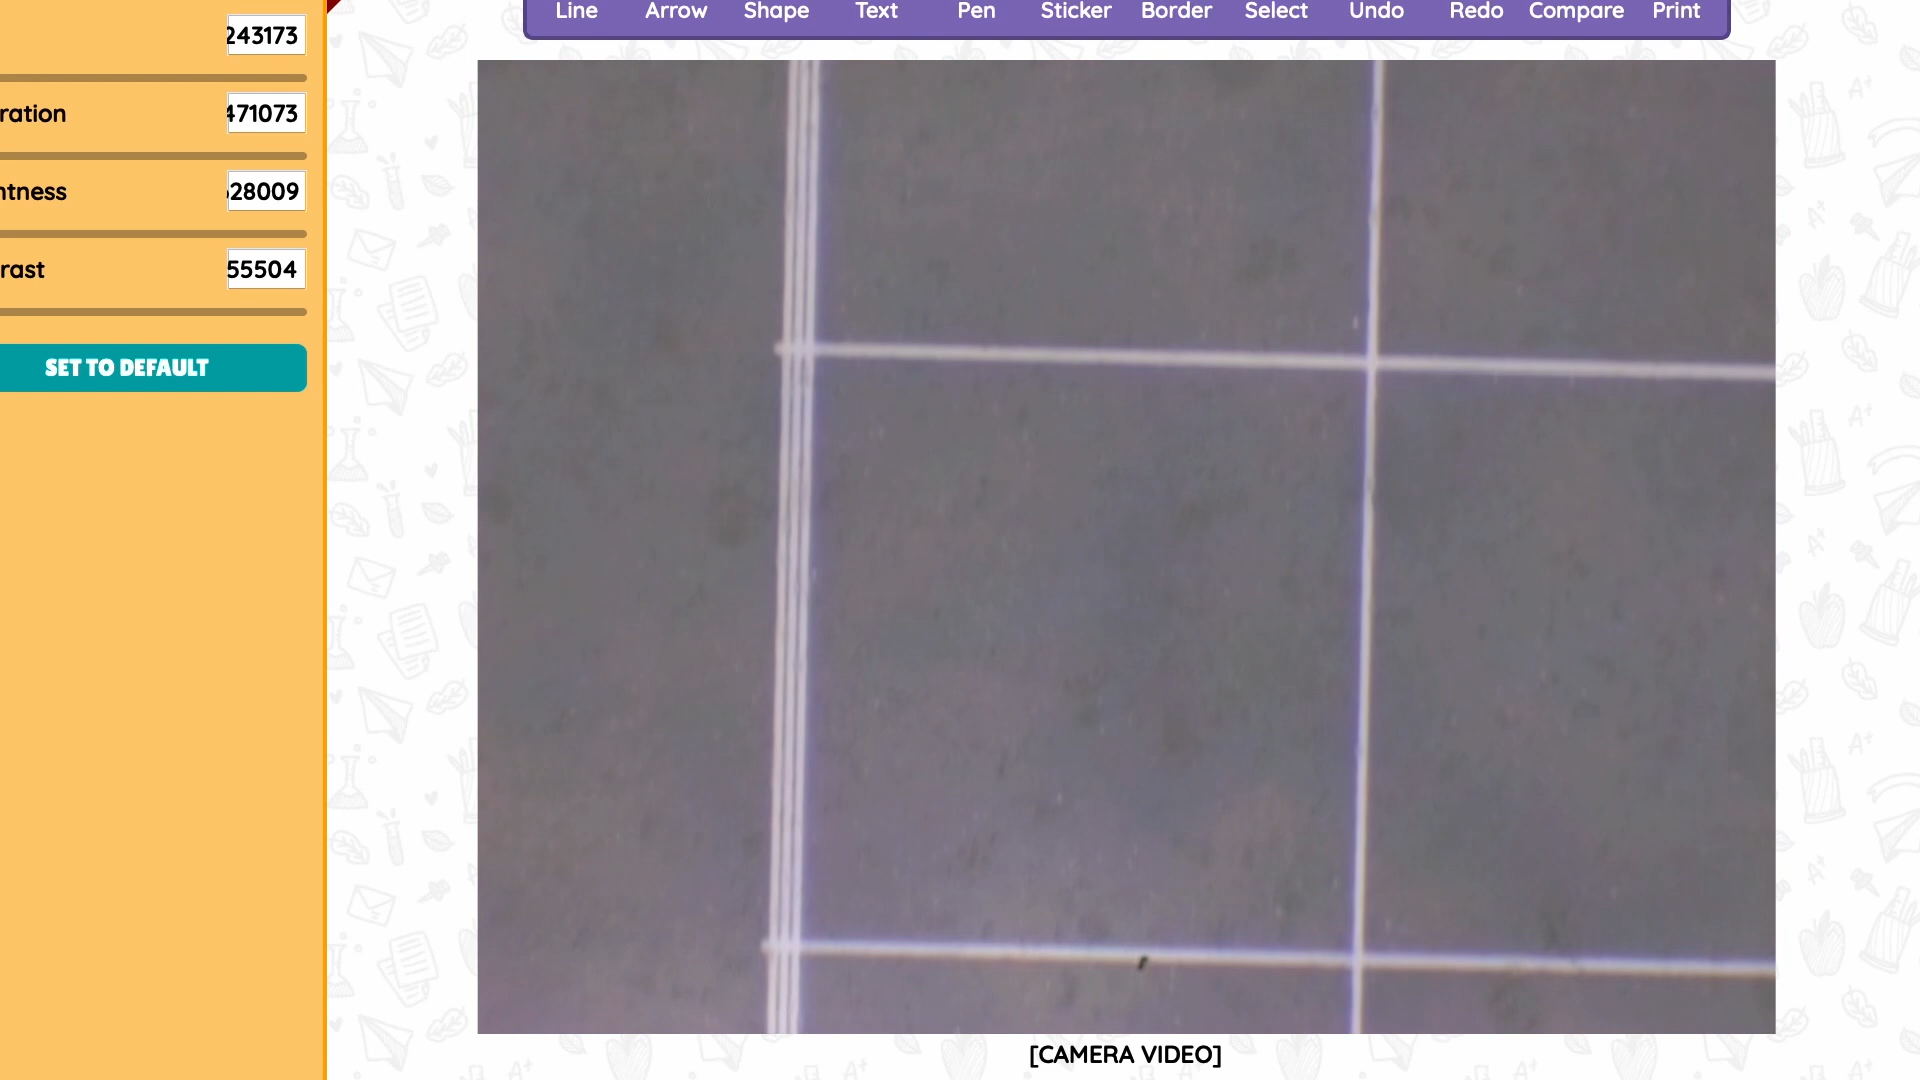 Line Arrow Shape Text Pen Sticker Border Select Undo Redo Compare Print
243173
ration 471073
ntness 28009
rast 55504
SET TO DEFAULT
[CAMERA VIDEO]